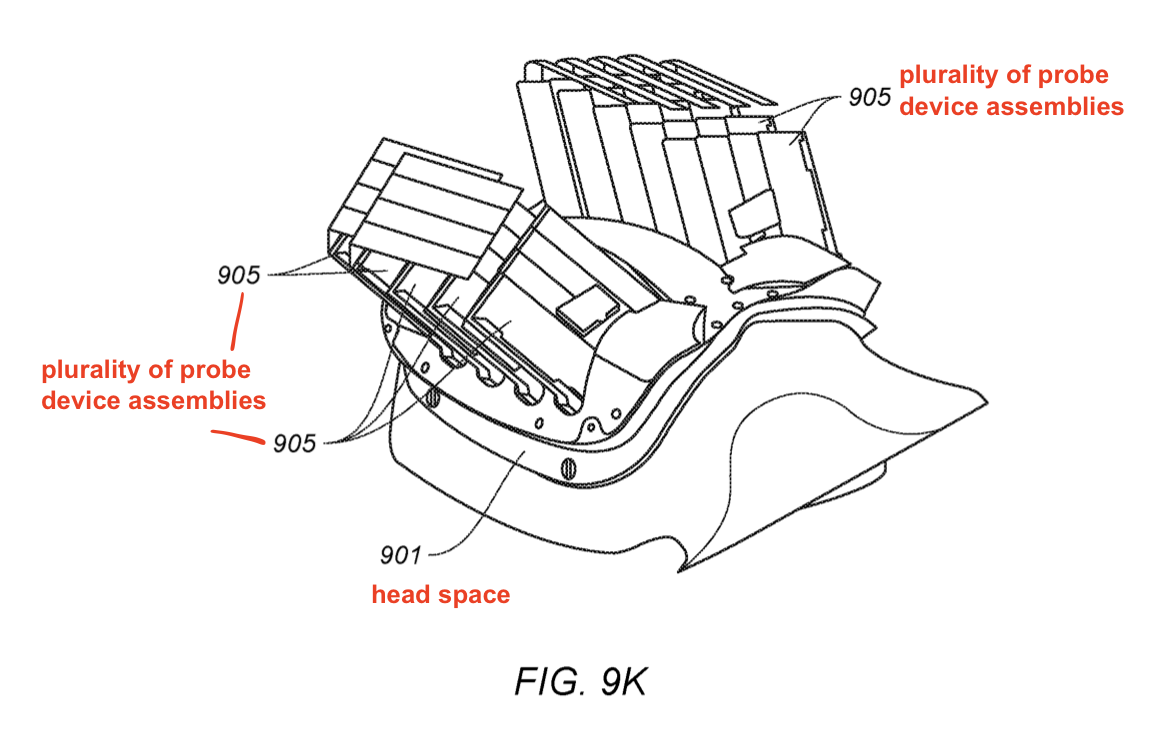 905 plurality of probe
device assemblies
905
plurality of probe
device assemblies
905
901
head space
FIG. 9K